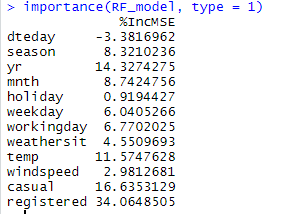 > importance(RF_model, type = 1)
%IncMSE
dteday -3.3816962
season 8.3210236
yr 14.3274275
mnth 8.7424756
holiday 0.9194427
weekday 6.0405266
workingday 6.7702025
weathersit 4.5509693
temp 11.5747628
windspeed 2.9812681
casual 16.6353129
registered 34.0648505